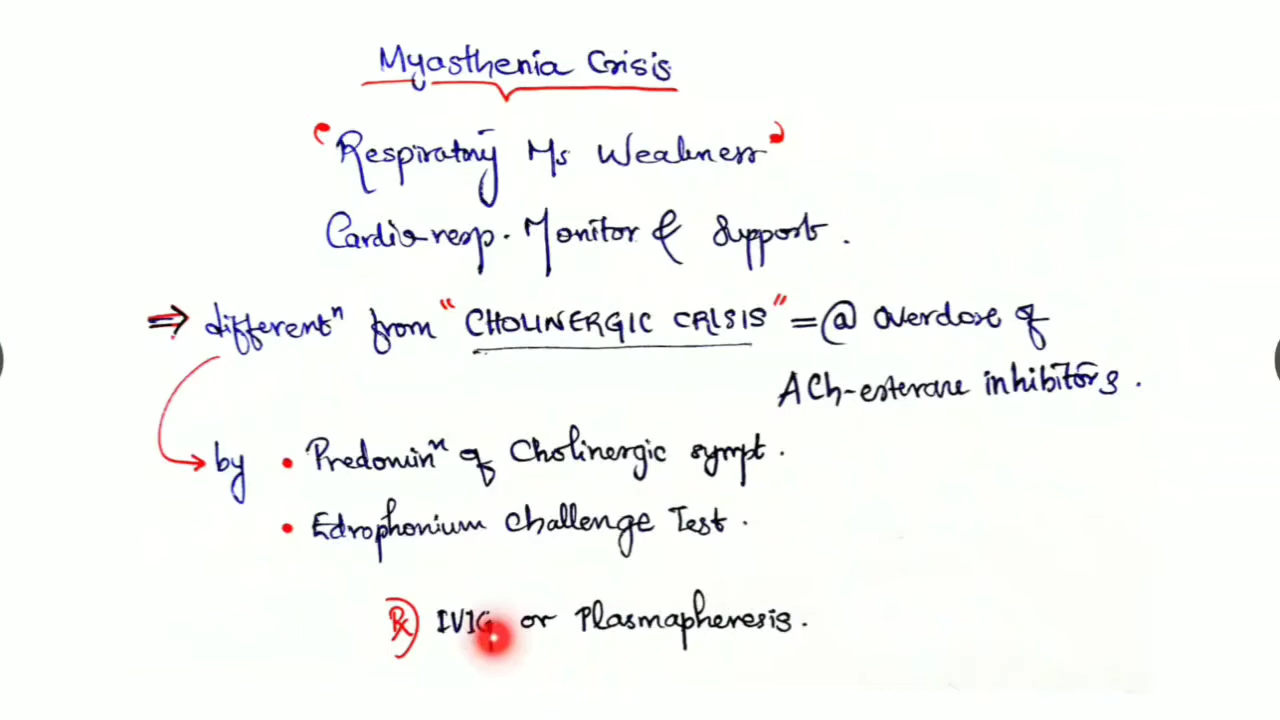 Myasthenia Crisis
"Respiratory Ms Weakness"
Cardio-resp. Monitor & Support.
⇒ differentⁿ from "CHOLINERGIC CRISIS" = @ overdose of
ACh-esterase inhibitors.
by • Predominⁿ of Cholinergic sympt.
• Edrophonium Challenge Test.
℞ IVIG or Plasmapheresis.